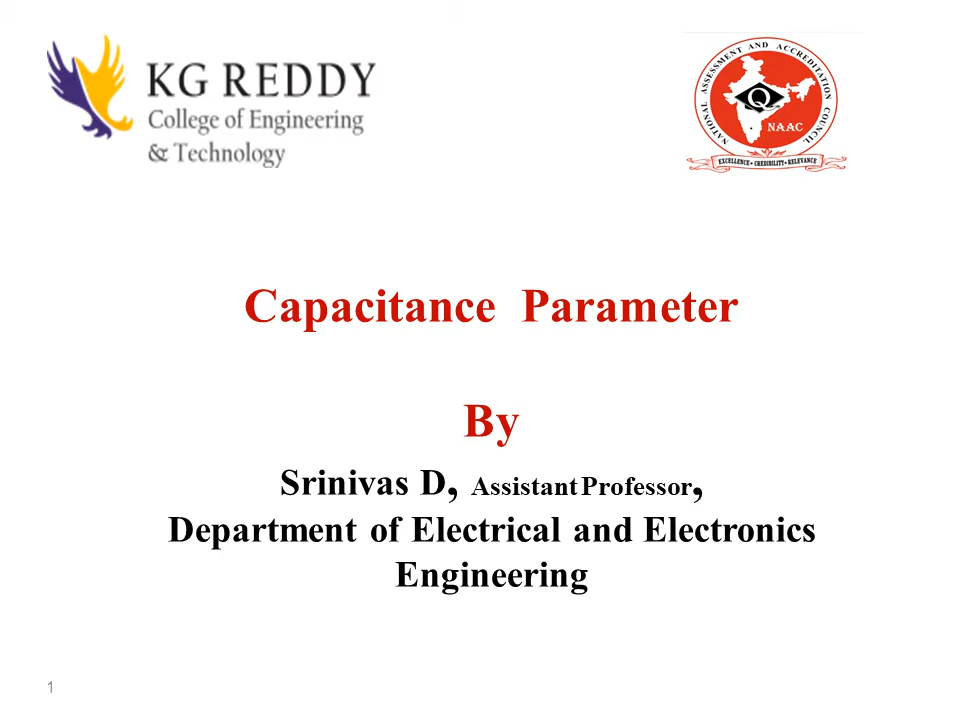 KG REDDY
College of Engineering
& Technology
NATIONAL ASSESSMENT AND ACCREDITATION COUNCIL
Q
NAAC
EXCELLENCE • CREDIBILITY • RELEVANCE
Capacitance Parameter
By
Srinivas D, Assistant Professor,
Department of Electrical and Electronics
Engineering
1